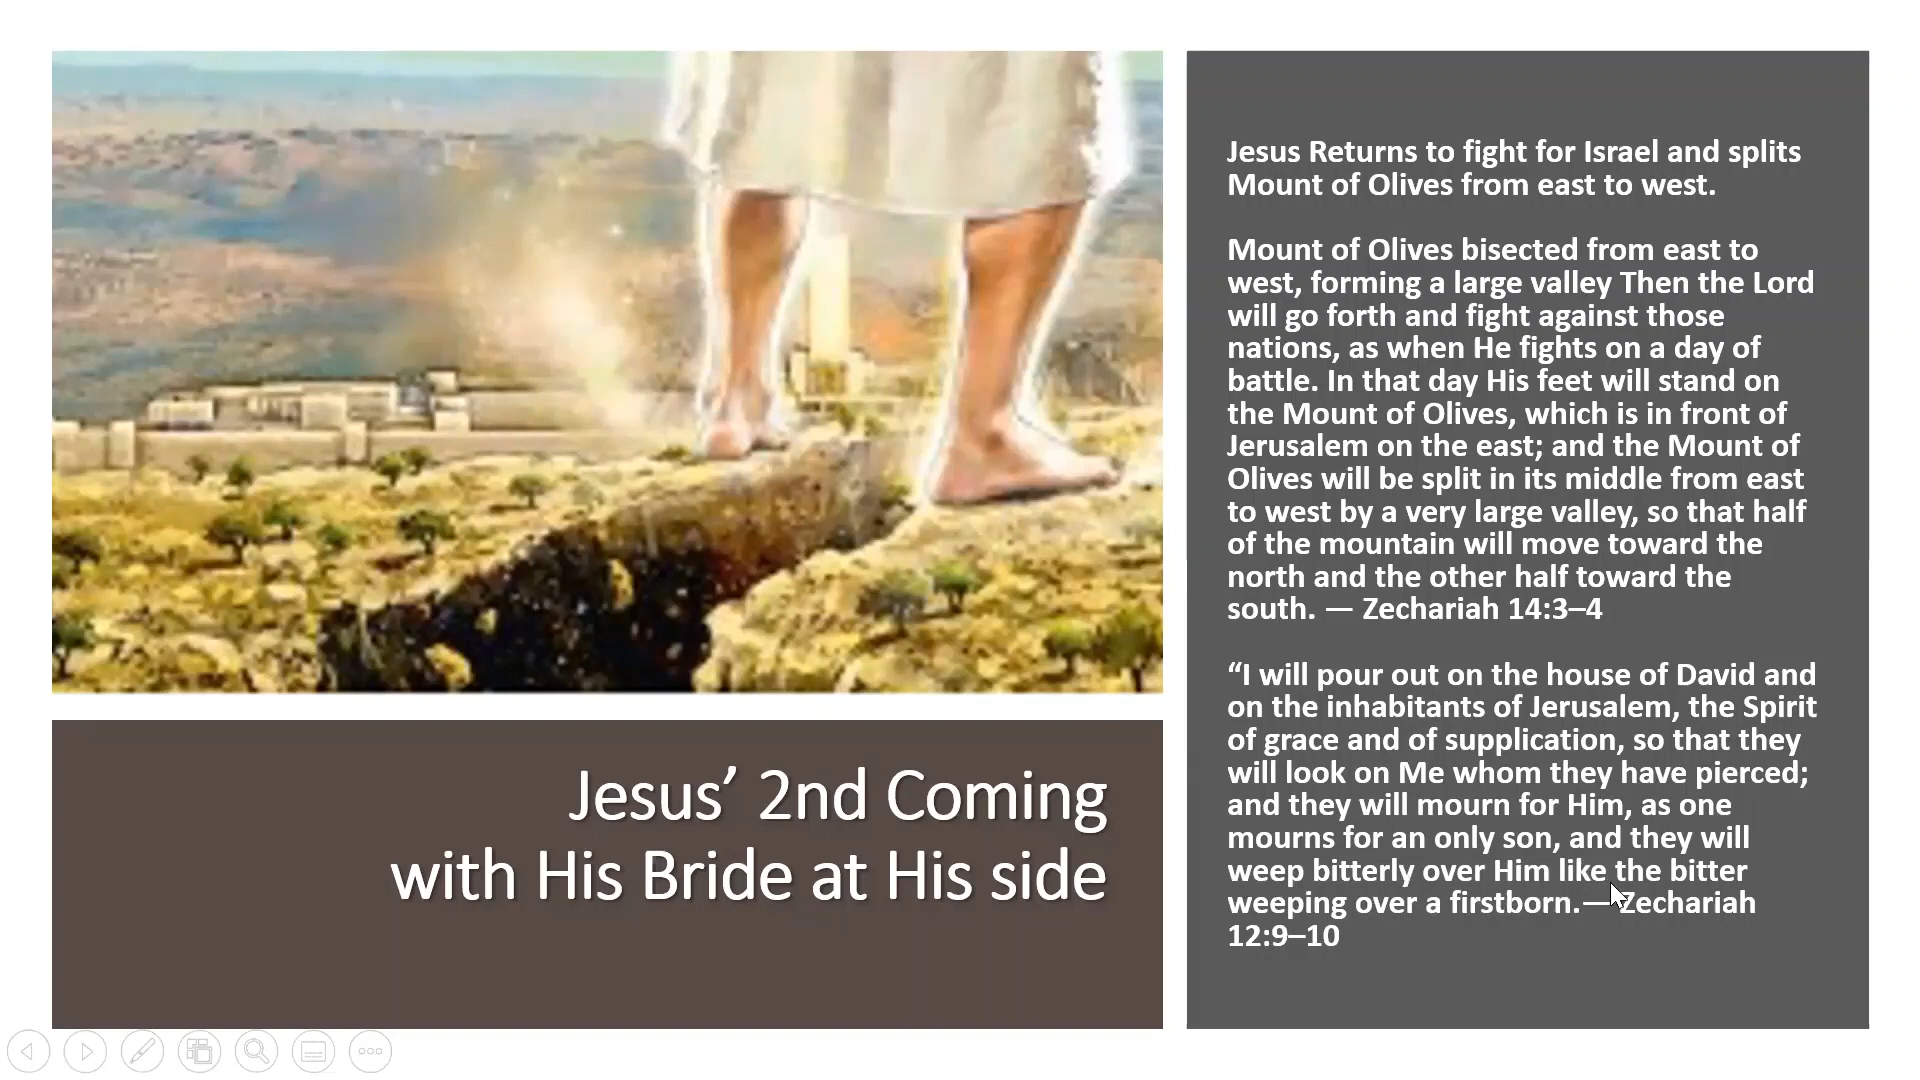 Jesus Returns to fight for Israel and splits
Mount of Olives from east to west.
Mount of Olives bisected from east to
west, forming a large valley Then the Lord
will go forth and fight against those
nations, as when He fights on a day of
battle. In that day His feet will stand on
the Mount of Olives, which is in front of
Jerusalem on the east; and the Mount of
Olives will be split in its middle from east
to west by a very large valley, so that half
of the mountain will move toward the
north and the other half toward the
south. — Zechariah 14:3–4
“I will pour out on the house of David and
on the inhabitants of Jerusalem, the Spirit
of grace and of supplication, so that they
will look on Me whom they have pierced;
and they will mourn for Him, as one
mourns for an only son, and they will
weep bitterly over Him like the bitter
weeping over a firstborn.— Zechariah
12:9–10
Jesus’ 2nd Coming
with His Bride at His side